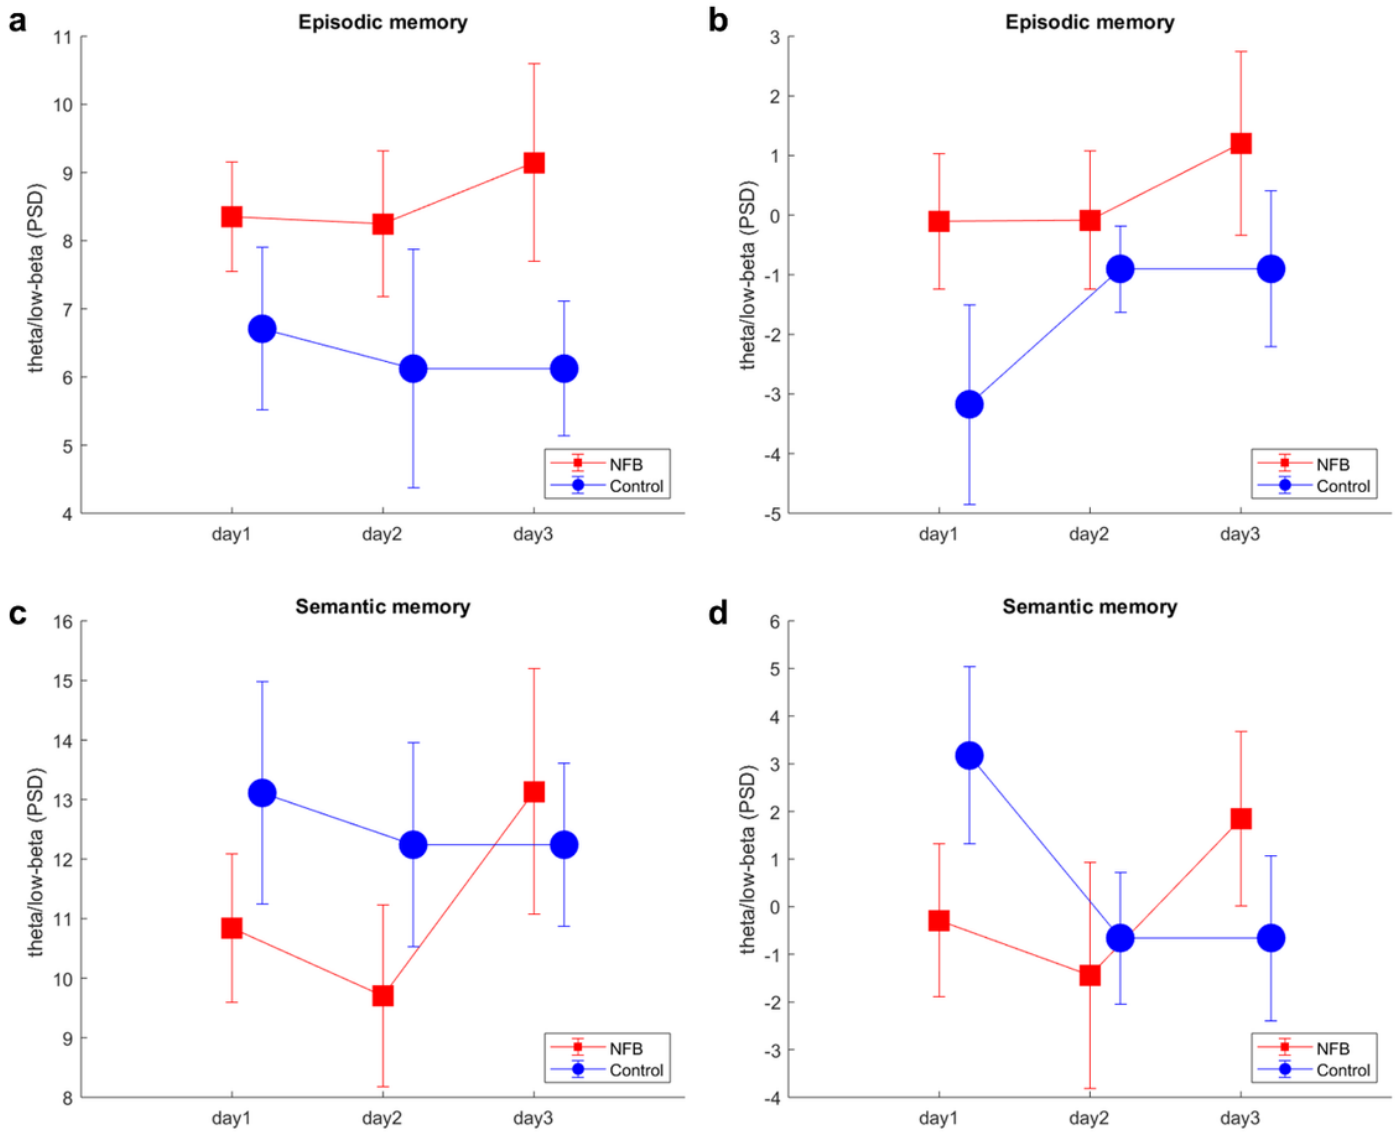 a
Episodic memory
11
10
9
8
7
6
5
4
theta/low-beta (PSD)
day1 day2 day3
NFB
Control
b
Episodic memory
3
2
1
0
-1
-2
-3
-4
-5
theta/low-beta (PSD)
day1 day2 day3
NFB
Control
c
Semantic memory
16
15
14
13
12
11
10
9
8
theta/low-beta (PSD)
day1 day2 day3
NFB
Control
d
Semantic memory
6
5
4
3
2
1
0
-1
-2
-3
-4
theta/low-beta (PSD)
day1 day2 day3
NFB
Control